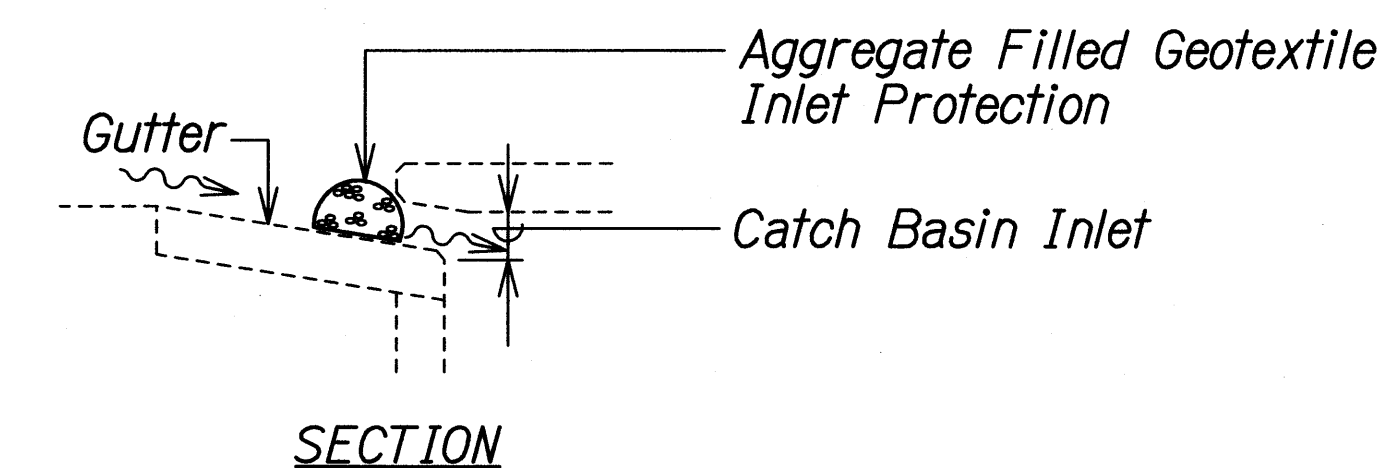 Aggregate Filled Geotextile
Inlet Protection
Gutter
Catch Basin Inlet
SECTION